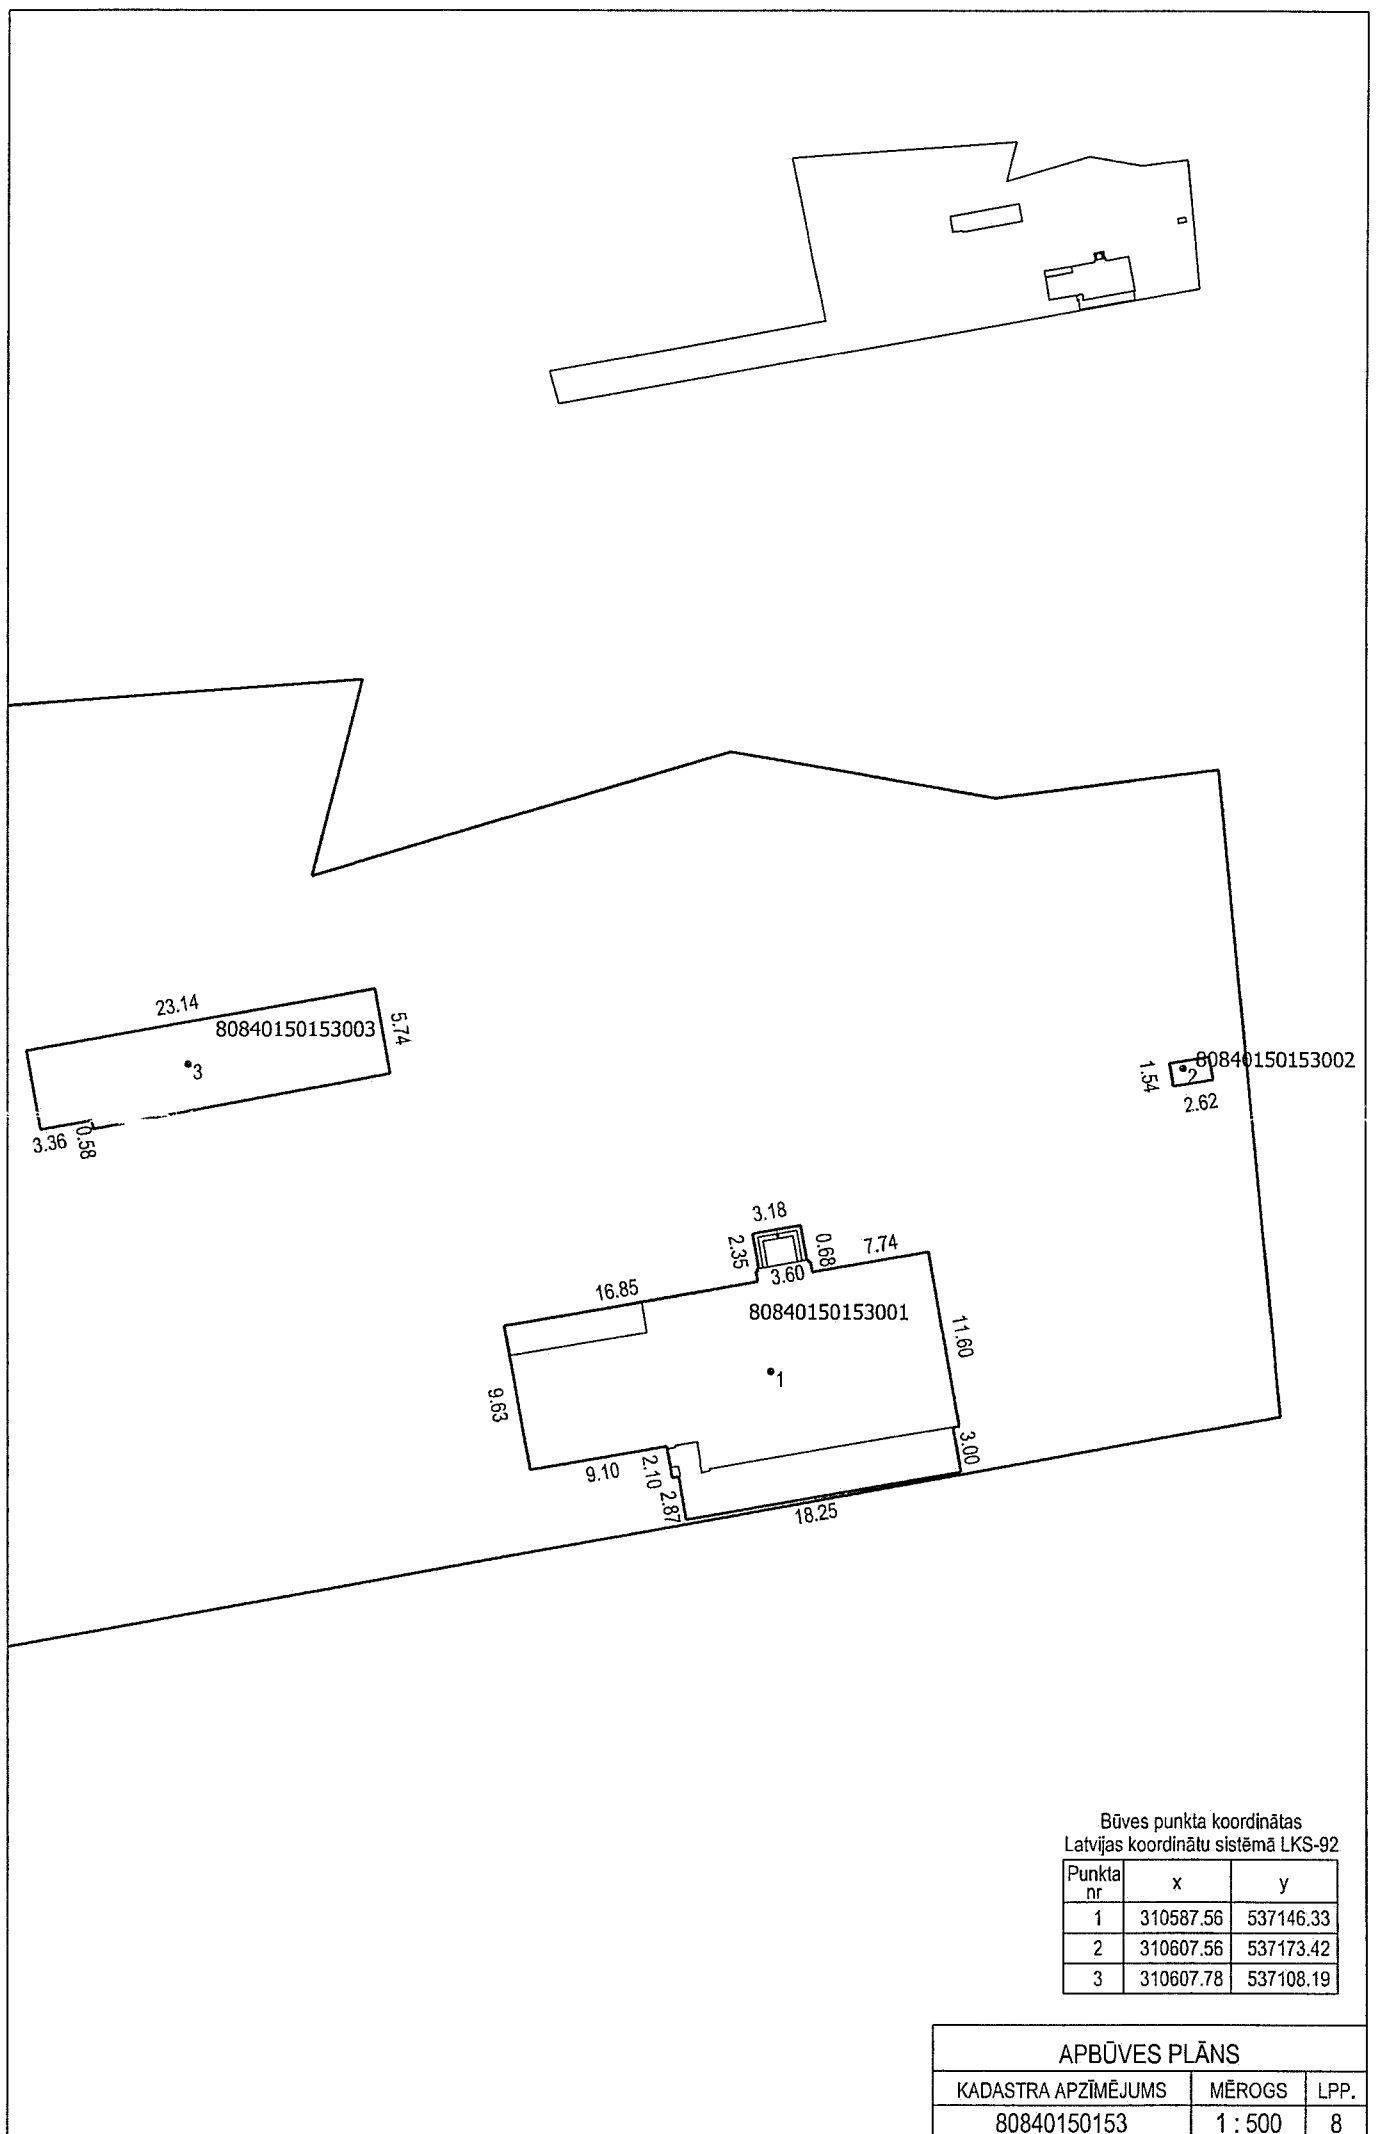 23.14
80840150153003
5.74
3
3.36
0.58
80840150153002
1.54
2
2.62
3.18
2.35
0.68
7.74
3.60
16.85
80840150153001
11.60
1
9.63
3.00
9.10
2.10
2.87
18.25
Būves punkta koordinātas
Latvijas koordinātu sistēmā LKS-92
Punkta nr x y
1 310587.56 537146.33
2 310607.56 537173.42
3 310607.78 537108.19
APBŪVES PLĀNS
KADASTRA APZĪMĒJUMS MĒROGS LPP.
80840150153 1 : 500 8